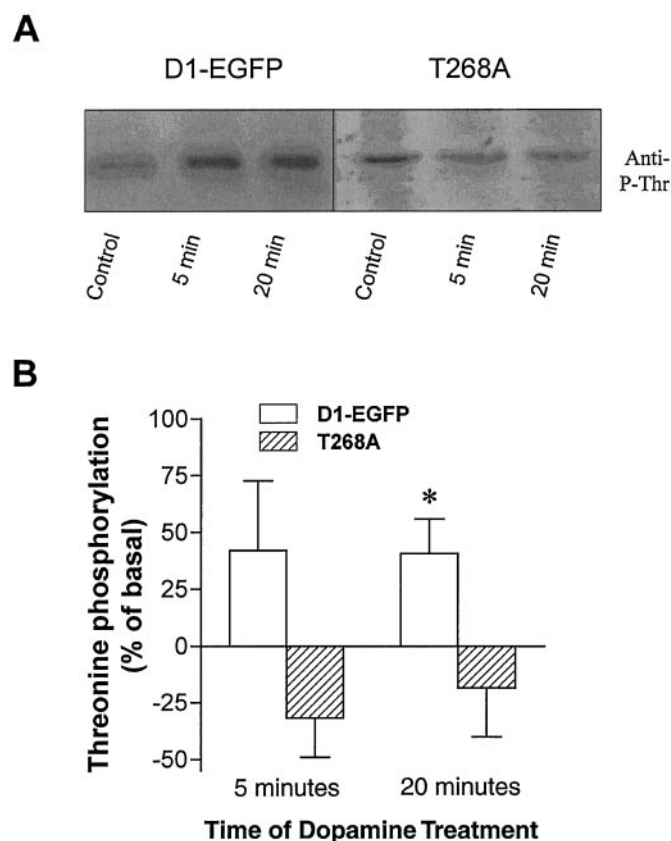 A
D1-EGFP T268A
Anti-
P-Thr
Control 5 min 20 min Control 5 min 20 min
B
D1-EGFP
T268A
Threonine phosphorylation
(% of basal)
100
75
50
25
0
-25
-50
*
5 minutes 20 minutes
Time of Dopamine Treatment